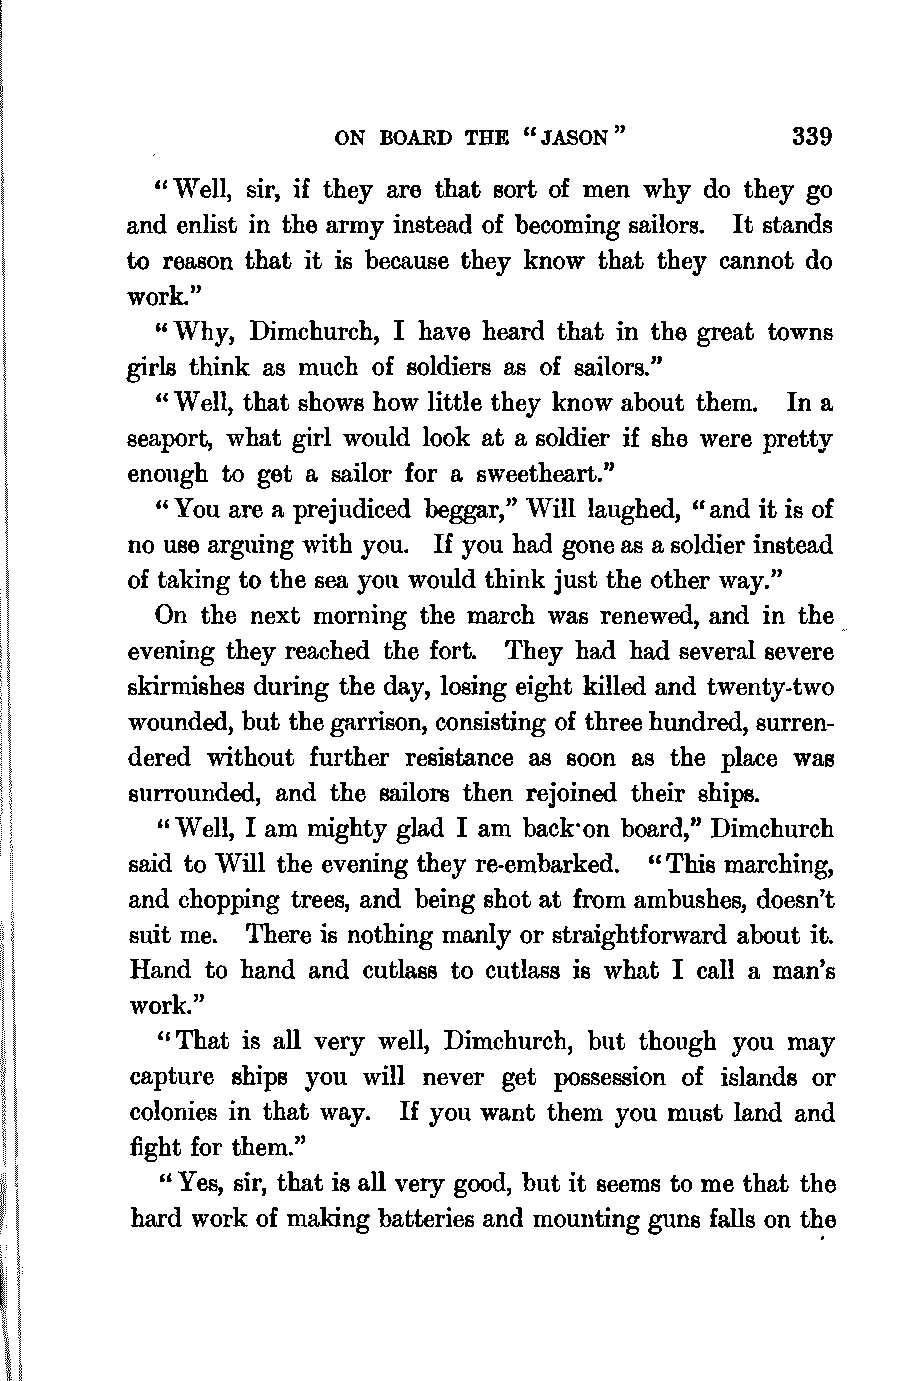 ON BOARD THE "JASON" 339
"Well, sir, if they are that sort of men why do they go
and enlist in the army instead of becoming sailors. It stands
to reason that it is because they know that they cannot do
work."
"Why, Dimchurch, I have heard that in the great towns
girls think as much of soldiers as of sailors."
"Well, that shows how little they know about them. In a
seaport, what girl would look at a soldier if she were pretty
enough to get a sailor for a sweetheart."
"You are a prejudiced beggar," Will laughed, "and it is of
no use arguing with you. If you had gone as a soldier instead
of taking to the sea you would think just the other way."
On the next morning the march was renewed, and in the
evening they reached the fort. They had had several severe
skirmishes during the day, losing eight killed and twenty-two
wounded, but the garrison, consisting of three hundred, surren-
dered without further resistance as soon as the place was
surrounded, and the sailors then rejoined their ships.
"Well, I am mighty glad I am back on board," Dimchurch
said to Will the evening they re-embarked. "This marching,
and chopping trees, and being shot at from ambushes, doesn't
suit me. There is nothing manly or straightforward about it.
Hand to hand and cutlass to cutlass is what I call a man's
work."
"That is all very well, Dimchurch, but though you may
capture ships you will never get possession of islands or
colonies in that way. If you want them you must land and
fight for them."
"Yes, sir, that is all very good, but it seems to me that the
hard work of making batteries and mounting guns falls on the